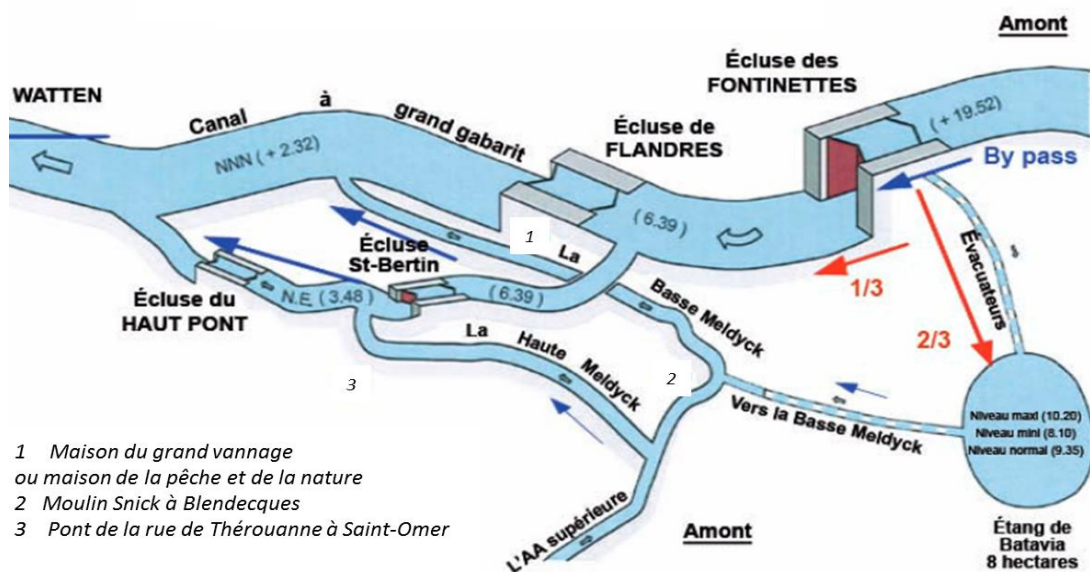 Amont
Écluse des
FONTINETTES
WATTEN
Canal
à
grand gabarit
Écluse de
FLANDRES
(+ 19.52)
NNN (+ 2.32)
By pass
(6.39)
1
La
Écluse
St-Bertin
Évacuateurs
1/3
N.E. (3.48)
(6.39)
Basse Meldyck
Écluse du
HAUT PONT
La Haute Meldyck
2/3
3
2
Vers la Basse Meldyck
Niveau maxi (10.20)
Niveau mini (8.10)
Niveau normal (9.35)
1 Maison du grand vannage
ou maison de la pêche et de la nature
2 Moulin Snick à Blendecques
3 Pont de la rue de Thérouanne à Saint-Omer
L'AA supérieure
Amont
Étang de
Batavia
8 hectares